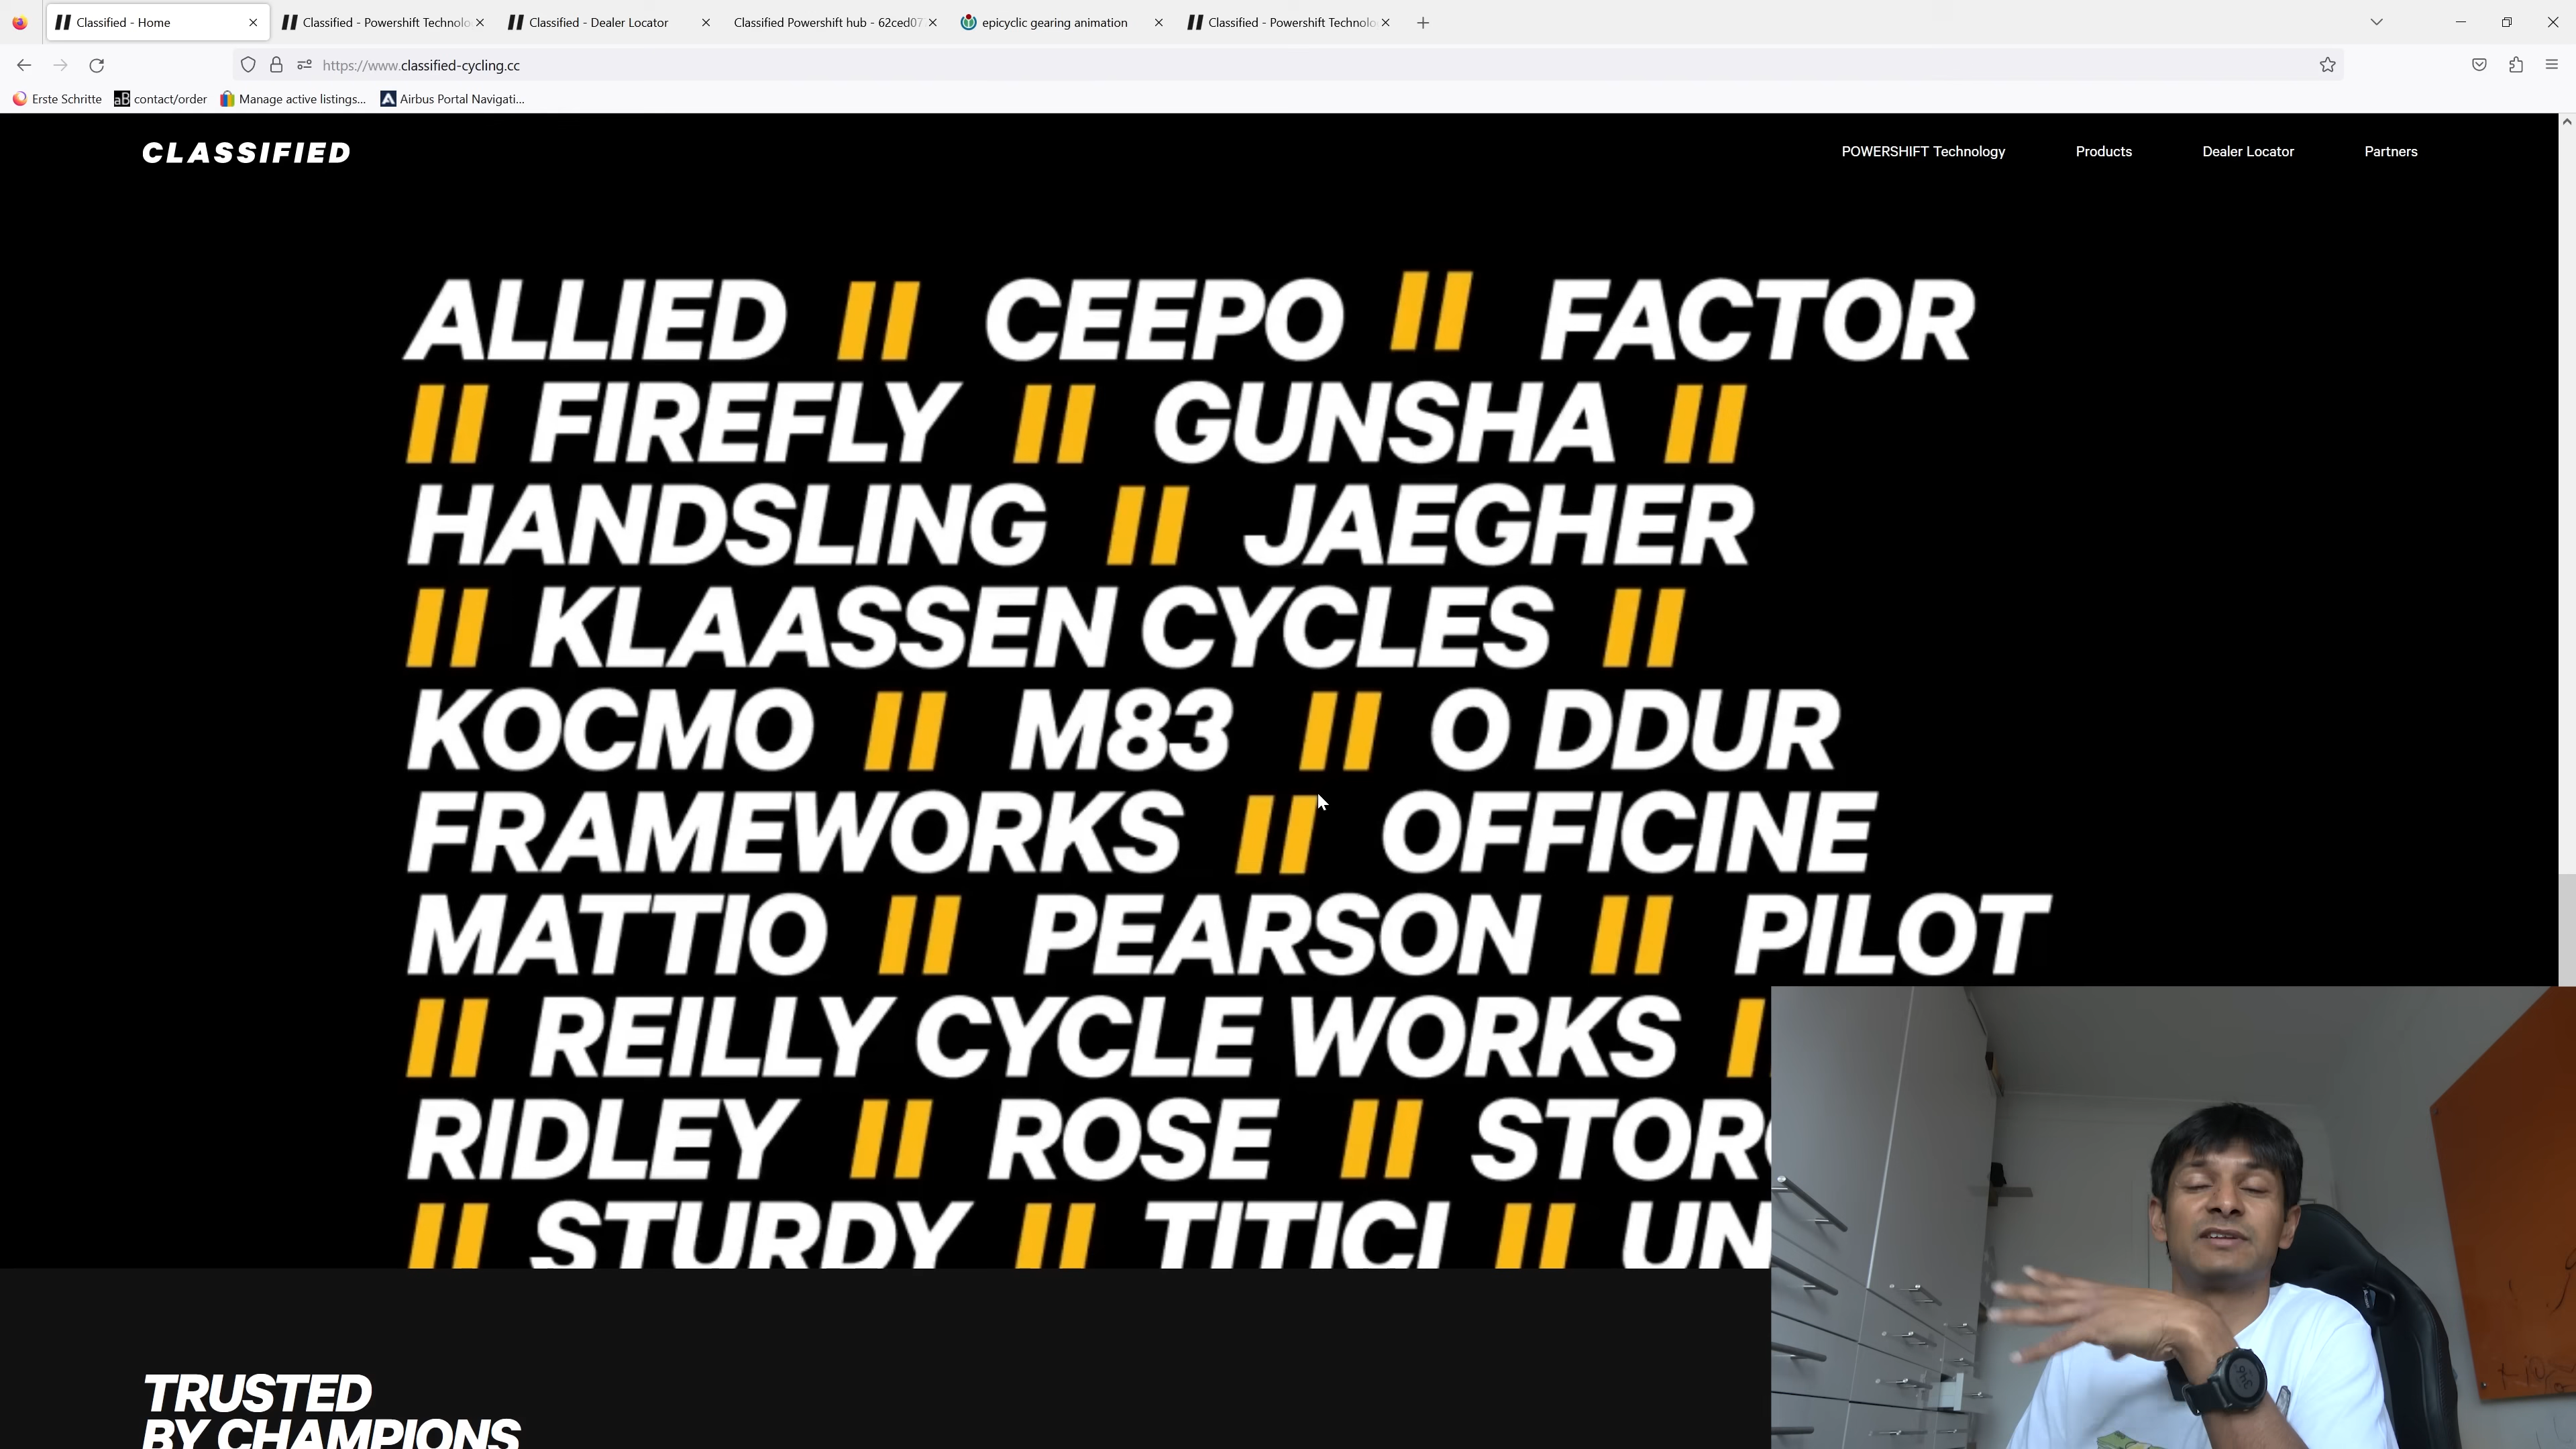 Classified - Home
Classified - Powershift Technolo
Classified - Dealer Locator
Classified Powershift hub - 62ced07
epicyclic gearing animation
Classified - Powershift Technolo
https://www.classified-cycling.cc
Erste Schritte
aB contact/order
Manage active listings...
Airbus Portal Navigati...
CLASSIFIED
POWERSHIFT Technology
Products
Dealer Locator
Partners
ALLIED // CEEPO // FACTOR
// FIREFLY // GUNSHA //
HANDSLING // JAEGHER
// KLAASSEN CYCLES //
KOCMO // M83 // O DDUR
FRAMEWORKS // OFFICINE
MATTIO // PEARSON // PILOT
// REILLY CYCLE WORKS /
RIDLEY // ROSE // STOR
// STURDY // TITICI // UN
TRUSTED
BY CHAMPIONS